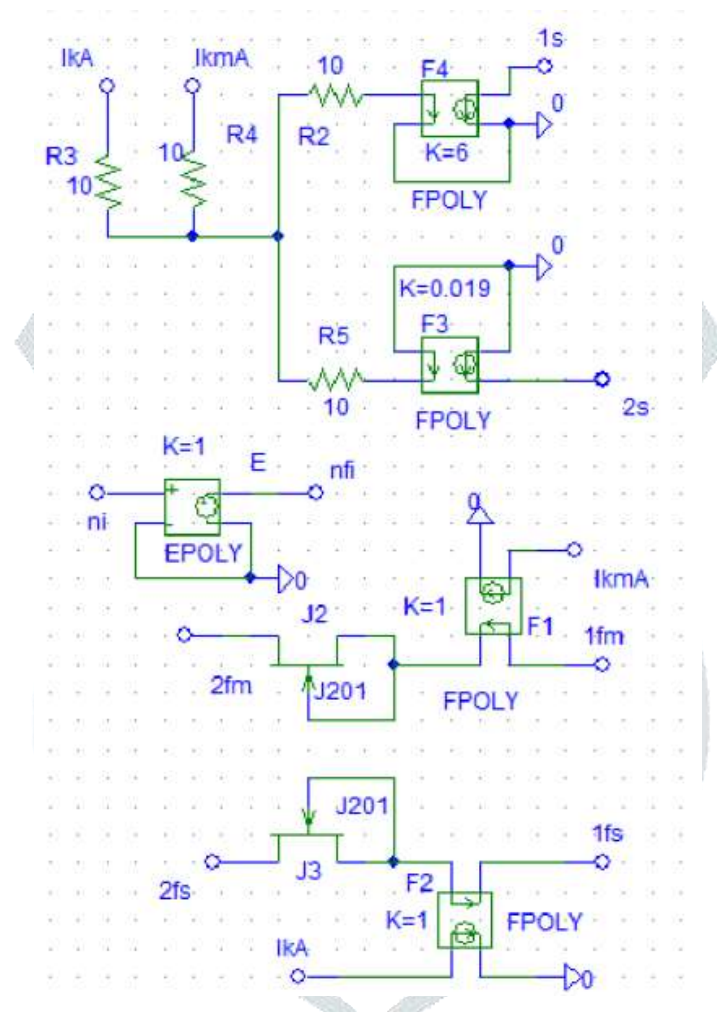 1s
IkA
IkmA
10
F4
0
R3
10
10
R4
R2
K=6
FPOLY
0
K=0.019
R5
F3
10
FPOLY
2s
K=1
E
nfi
ni
0
EPOLY
0
IkmA
K=1
J2
F1
1fm
2fm
J201
FPOLY
J201
1fs
2fs
J3
F2
K=1
FPOLY
IkA
0